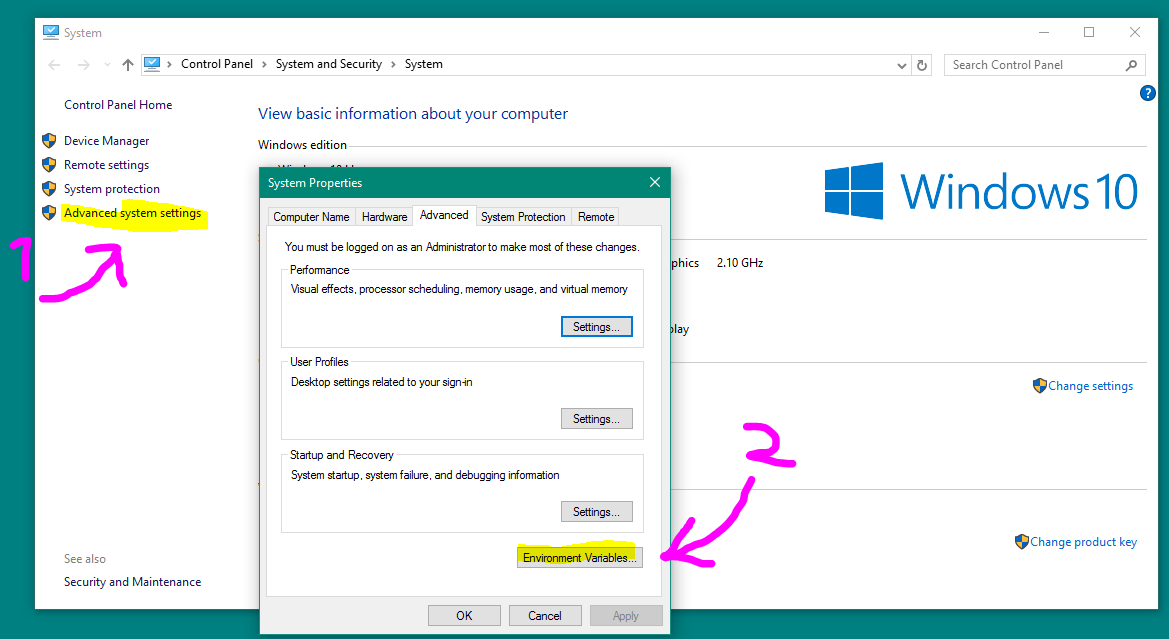 System
Control Panel > System and Security > System
Search Control Panel
?
Control Panel Home
Device Manager
Remote settings
System protection
Advanced system settings
1
See also
Security and Maintenance
View basic information about your computer
Windows edition
Windows 10
Windows 10
phics 2.10 GHz
play
Change settings
Change product key
System Properties
Computer Name Hardware Advanced System Protection Remote
You must be logged on as an Administrator to make most of these changes.
Performance
Visual effects, processor scheduling, memory usage, and virtual memory
Settings...
User Profiles
Desktop settings related to your sign-in
Settings...
Startup and Recovery
System startup, system failure, and debugging information
Settings...
Environment Variables...
2
OK Cancel Apply